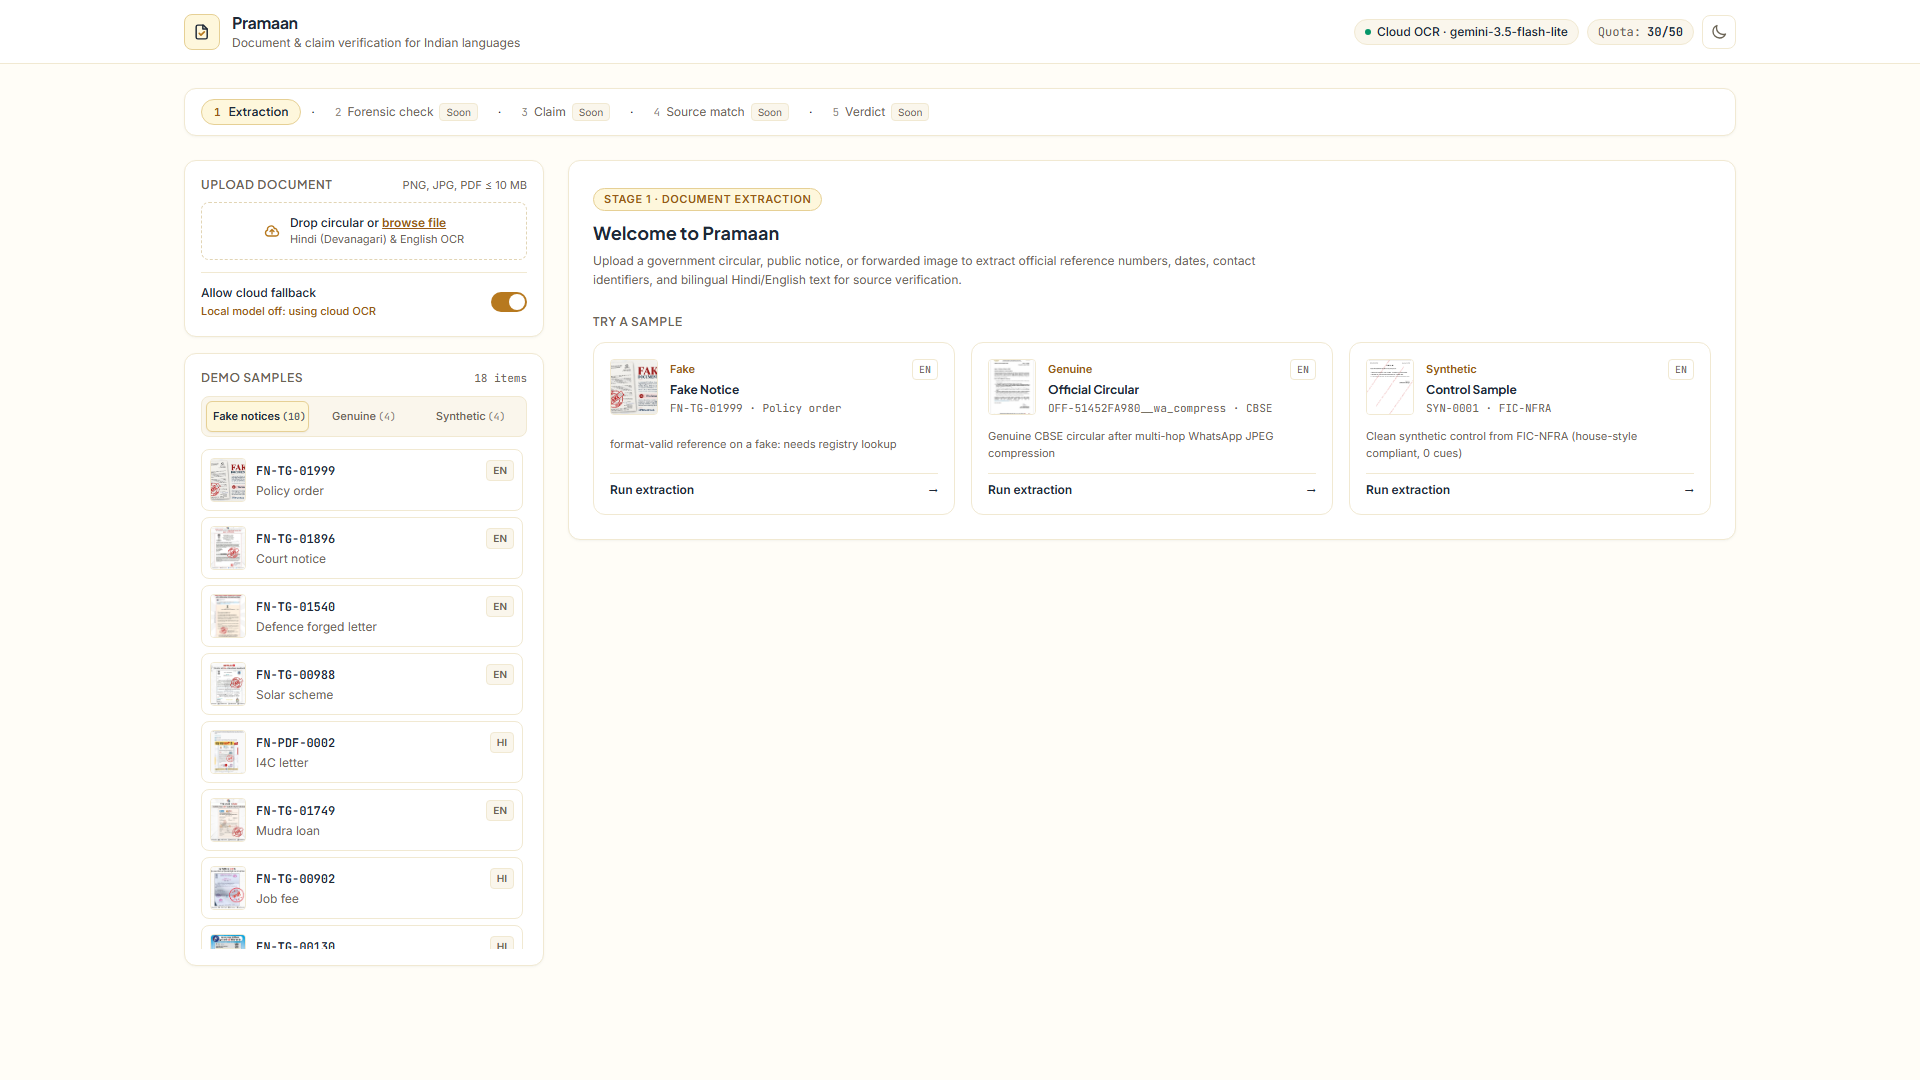 Pramaan
Document & claim verification for Indian languages
Cloud OCR · gemini-3.5-flash-lite
Quota: 30/50
1 Extraction · 2 Forensic check Soon · 3 Claim Soon · 4 Source match Soon · 5 Verdict Soon
UPLOAD DOCUMENT
PNG, JPG, PDF ≤ 10 MB
Drop circular or browse file
Hindi (Devanagari) & English OCR
Allow cloud fallback
Local model off: using cloud OCR
DEMO SAMPLES
18 items
Fake notices (10) Genuine (4) Synthetic (4)
FN-TG-01999 EN
Policy order
FN-TG-01896 EN
Court notice
FN-TG-01540 EN
Defence forged letter
FN-TG-00988 EN
Solar scheme
FN-PDF-0002 HI
I4C letter
FN-TG-01749 EN
Mudra loan
FN-TG-00902 HI
Job fee
FN-TG-00130 HI
STAGE 1 · DOCUMENT EXTRACTION
Welcome to Pramaan
Upload a government circular, public notice, or forwarded image to extract official reference numbers, dates, contact
identifiers, and bilingual Hindi/English text for source verification.
TRY A SAMPLE
Fake EN
Fake Notice
FN-TG-01999 · Policy order
format-valid reference on a fake: needs registry lookup
Run extraction →
Genuine EN
Official Circular
OFF-51452FA980__wa_compress · CBSE
Genuine CBSE circular after multi-hop WhatsApp JPEG
compression
Run extraction →
Synthetic EN
Control Sample
SYN-0001 · FIC-NFRA
Clean synthetic control from FIC-NFRA (house-style
compliant, 0 cues)
Run extraction →